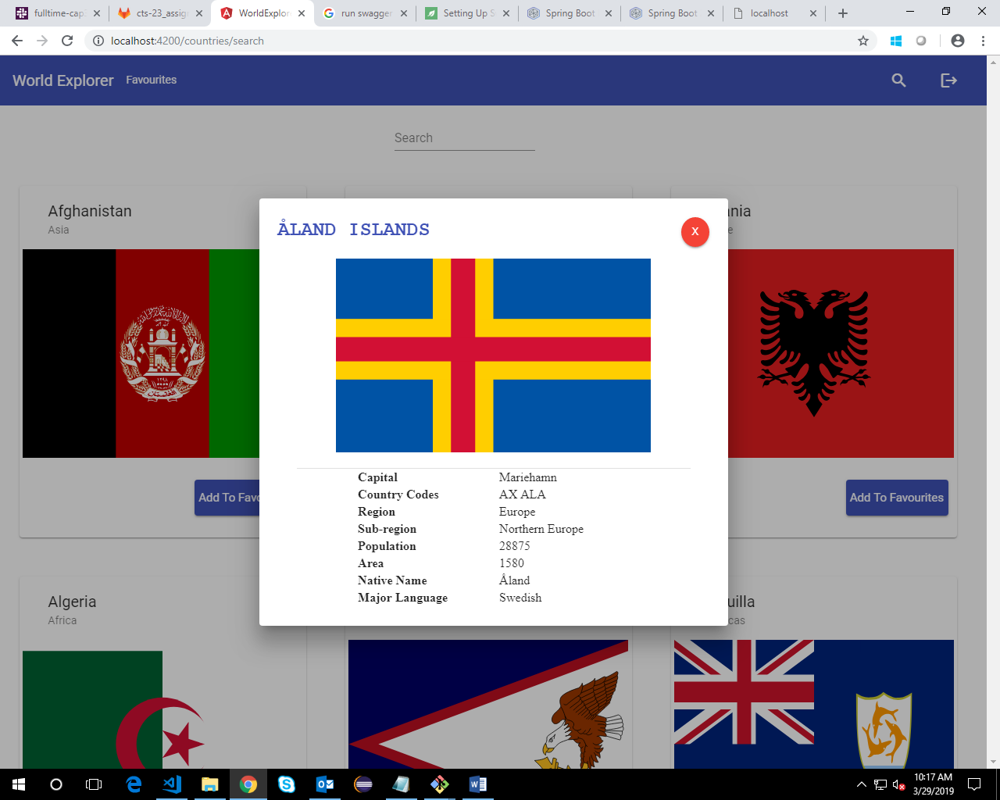 fulltime-cap
cts-23_assig
WorldExplor
run swagger
Setting Up S
Spring Boot
Spring Boot
localhost
localhost:4200/countries/search
World Explorer
Favourites
Search
Afghanistan
Asia
ÅLAND ISLANDS
X
Capital Mariehamn
Country Codes AX ALA
Region Europe
Sub-region Northern Europe
Population 28875
Area 1580
Native Name Åland
Major Language Swedish
ania
e
Add To Favo
Add To Favourites
Algeria
Africa
uilla
cas
10:17 AM
3/29/2019